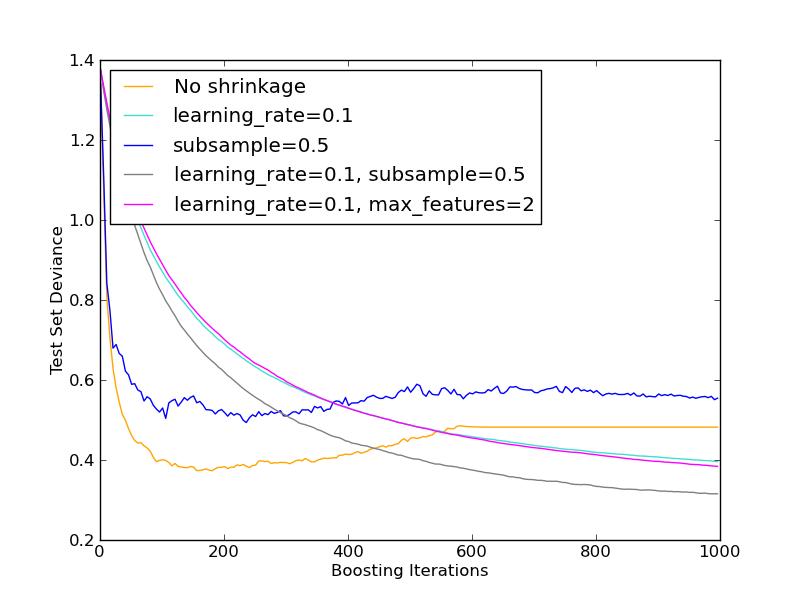 1.4
1.2
1.0
0.8
0.6
0.4
0.2
Test Set Deviance
No shrinkage
learning_rate=0.1
subsample=0.5
learning_rate=0.1, subsample=0.5
learning_rate=0.1, max_features=2
0 200 400 600 800 1000
Boosting Iterations